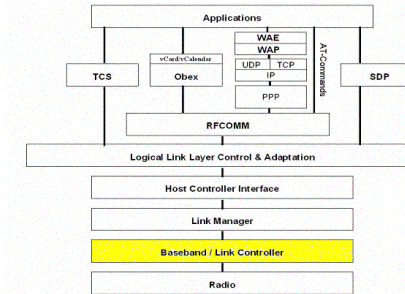 Applications
WAE
WAP
vCard/vCalendar
Obex
UDP TCP
IP
AT-Commands
TCS
SDP
PPP
RFCOMM
Logical Link Layer Control & Adaptation
Host Controller Interface
Link Manager
Baseband / Link Controller
Radio